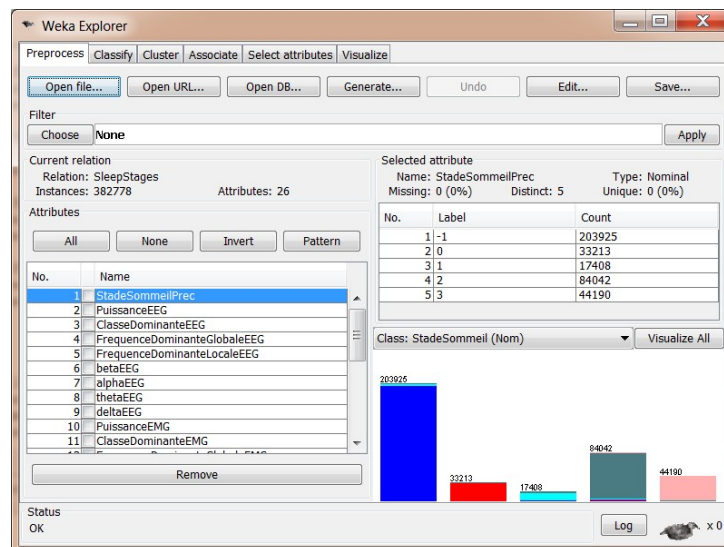 Weka Explorer
Preprocess Classify Cluster Associate Select attributes Visualize
Open file... Open URL... Open DB... Generate... Undo Edit... Save...
Filter
Choose None Apply
Current relation
Relation: SleepStages
Instances: 382778 Attributes: 26
Attributes
All None Invert Pattern
No. Name
1 StadeSommeilPrec
2 PuissanceEEG
3 ClasseDominanteEEG
4 FrequenceDominanteGlobaleEEG
5 FrequenceDominanteLocaleEEG
6 betaEEG
7 alphaEEG
8 thetaEEG
9 deltaEEG
10 PuissanceEMG
11 ClasseDominanteEMG
Remove
Selected attribute
Name: StadeSommeilPrec Type: Nominal
Missing: 0 (0%) Distinct: 5 Unique: 0 (0%)
No. Label Count
1 -1 203925
2 0 33213
3 1 17408
4 2 84042
5 3 44190
Class: StadeSommeil (Nom) Visualize All
203925
33213
17408
84042
44190
Status
OK
Log x 0